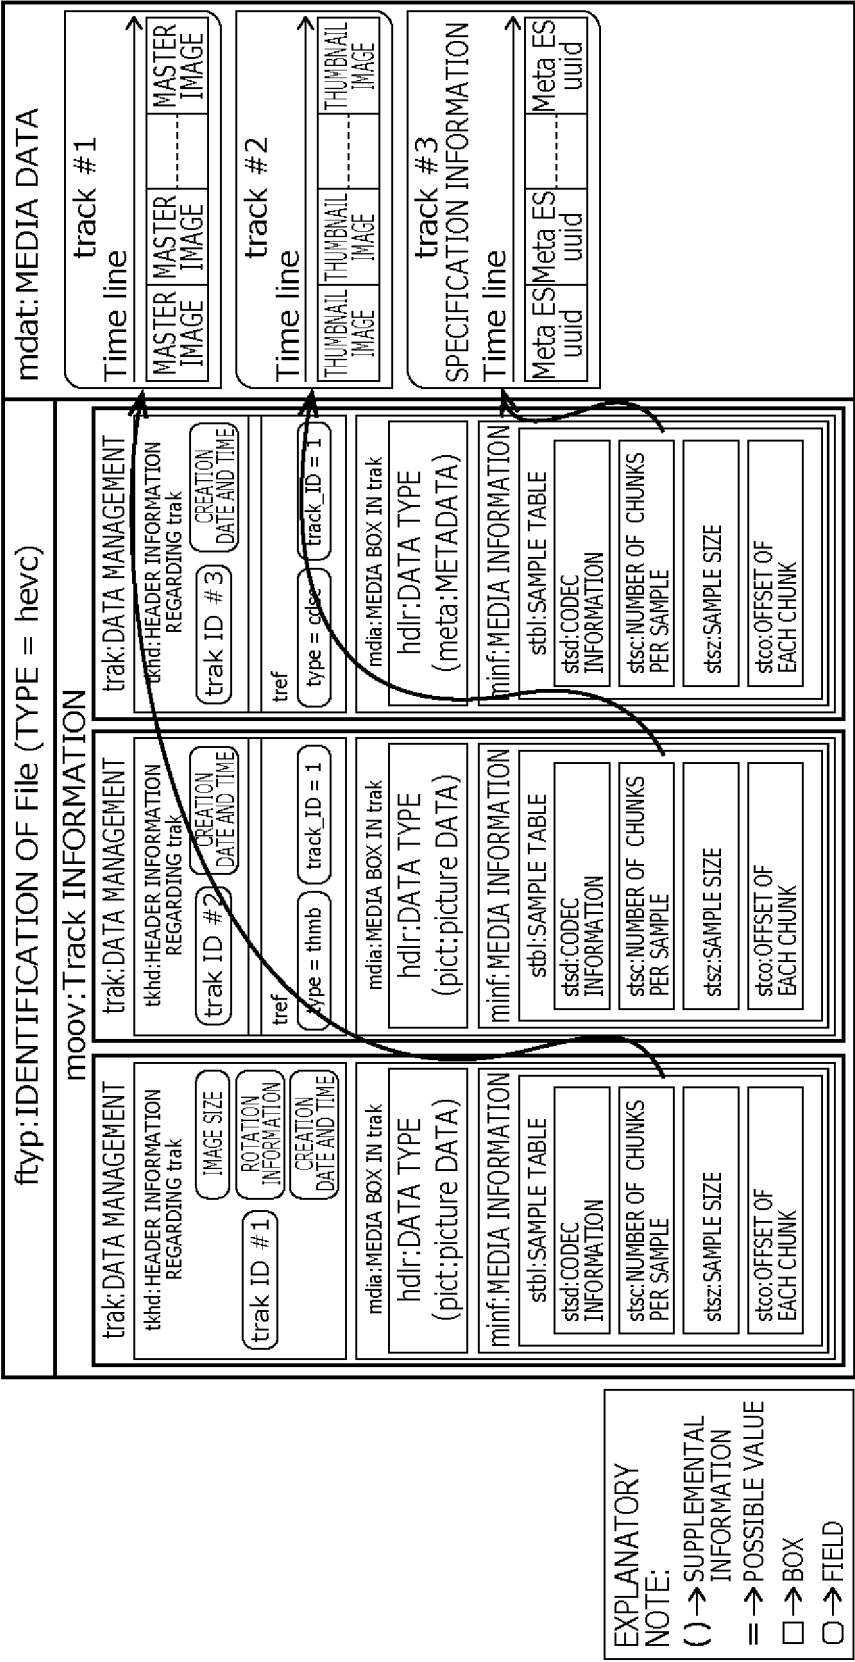 ftyp:IDENTIFICATION OF File (TYPE = hevc)
moov:Track INFORMATION
trak:DATA MANAGEMENT
tkhd:HEADER INFORMATION
REGARDING trak
trak ID #1
IMAGE SIZE
ROTATION
INFORMATION
CREATION
DATE AND TIME
mdia:MEDIA BOX IN trak
hdlr:DATA TYPE
(pict:picture DATA)
minf:MEDIA INFORMATION
stbl:SAMPLE TABLE
stsd:CODEC
INFORMATION
stsc:NUMBER OF CHUNKS
PER SAMPLE
stsz:SAMPLE SIZE
stco:OFFSET OF
EACH CHUNK
trak:DATA MANAGEMENT
tkhd:HEADER INFORMATION
REGARDING trak
trak ID #2
CREATION
DATE AND TIME
tref
type = thmb
track_ID = 1
mdia:MEDIA BOX IN trak
hdlr:DATA TYPE
(pict:picture DATA)
minf:MEDIA INFORMATION
stbl:SAMPLE TABLE
stsd:CODEC
INFORMATION
stsc:NUMBER OF CHUNKS
PER SAMPLE
stsz:SAMPLE SIZE
stco:OFFSET OF
EACH CHUNK
trak:DATA MANAGEMENT
tkhd:HEADER INFORMATION
REGARDING trak
trak ID #3
CREATION
DATE AND TIME
tref
type = cdsc
track_ID = 1
mdia:MEDIA BOX IN trak
hdlr:DATA TYPE
(meta:METADATA)
minf:MEDIA INFORMATION
stbl:SAMPLE TABLE
stsd:CODEC
INFORMATION
stsc:NUMBER OF CHUNKS
PER SAMPLE
stsz:SAMPLE SIZE
stco:OFFSET OF
EACH CHUNK
mdat:MEDIA DATA
track #1
Time line
MASTER
IMAGE
MASTER
IMAGE
MASTER
IMAGE
track #2
Time line
THUMBNAIL
IMAGE
THUMBNAIL
IMAGE
THUMBNAIL
IMAGE
track #3
SPECIFICATION INFORMATION
Time line
Meta ES
uuid
Meta ES
uuid
Meta ES
uuid
EXPLANATORY
NOTE:
( ) → SUPPLEMENTAL
INFORMATION
= → POSSIBLE VALUE
□ → BOX
○ → FIELD